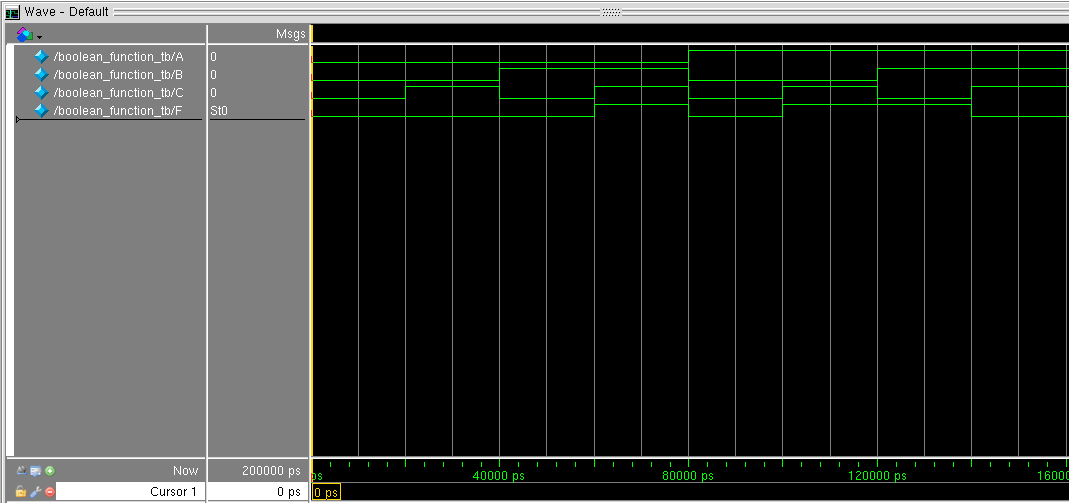 Wave - Default
Msgs
/boolean_function_tb/A 0
/boolean_function_tb/B 0
/boolean_function_tb/C 0
/boolean_function_tb/F St0
Now 200000 ps ps 40000 ps 80000 ps 120000 ps 160000
Cursor 1 0 ps 0 ps